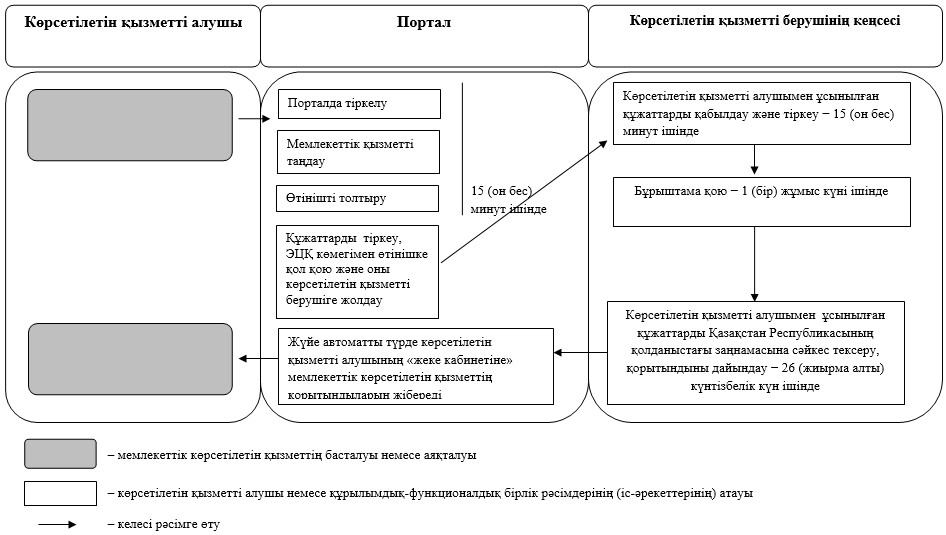 Көрсетілетін қызметті алушы
Портал
Көрсетілетін қызметті берушінің кеңсесі
Порталда тіркелу
Мемлекеттік қызметті
таңдау
Өтінішті толтыру
15 (он бес)
минут ішінде
Құжаттарды тіркеу,
ЭЦҚ көмегімен өтінішке
қол қою және оны
көрсетілетін қызметті
берушіге жолдау
Көрсетілетін қызметті алушымен ұсынылған
құжаттарды қабылдау және тіркеу − 15 (он бес)
минут ішінде
Бұрыштама қою − 1 (бір) жұмыс күні ішінде
Көрсетілетін қызметті алушымен ұсынылған
құжаттарды Қазақстан Республикасының
қолданыстағы заңнамасына сәйкес тексеру,
қорытындыны дайындау − 26 (жиырма алты)
күнтізбелік күн ішінде
Жүйе автоматты түрде көрсетілетін
қызметті алушының «жеке кабинетіне»
мемлекеттік көрсетілетін қызметтің
қорытындыларын жібереді
– мемлекеттік көрсетілетін қызметтің басталуы немесе аяқталуы
– көрсетілетін қызметті алушы немесе құрылымдық-функционалдық бірлік рәсімдерінің (іс-әрекеттерінің) атауы
– келесі рәсімге өту